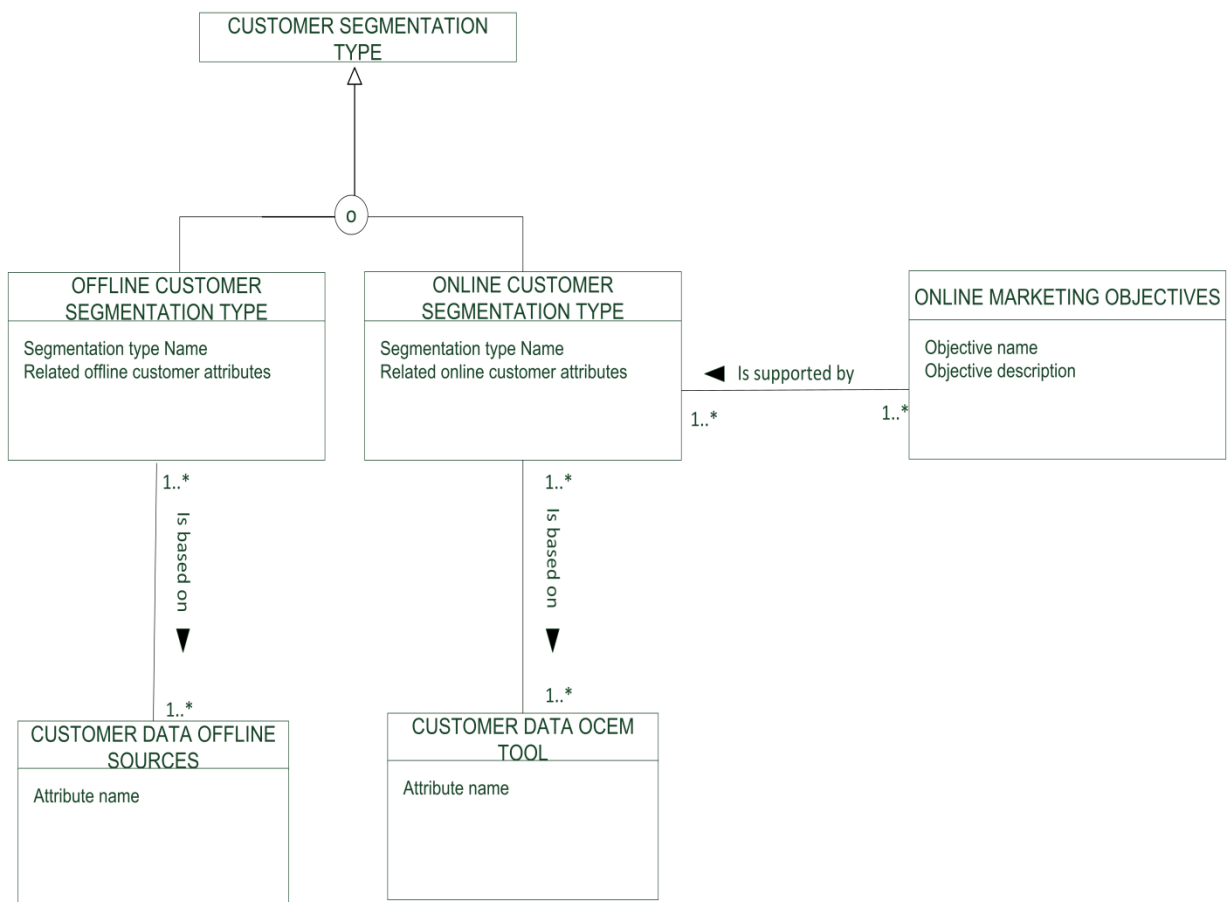 CUSTOMER SEGMENTATION
TYPE
o
OFFLINE CUSTOMER
SEGMENTATION TYPE
Segmentation type Name
Related offline customer attributes
ONLINE CUSTOMER
SEGMENTATION TYPE
Segmentation type Name
Related online customer attributes
ONLINE MARKETING OBJECTIVES
Objective name
Objective description
Is supported by
1..*
1..*
1..*
Is based on
1..*
1..*
Is based on
1..*
CUSTOMER DATA OFFLINE
SOURCES
Attribute name
CUSTOMER DATA OCEM
TOOL
Attribute name